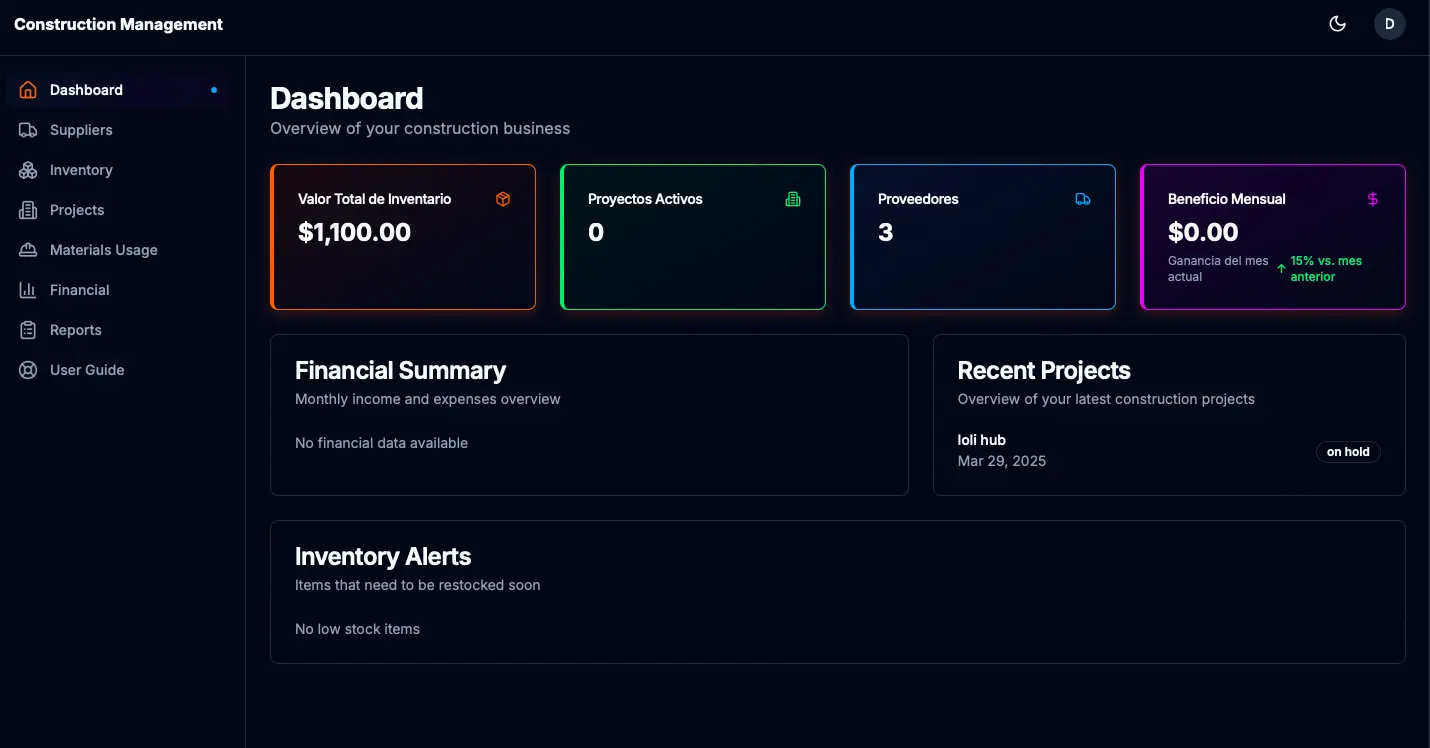 Construction Management
D
Dashboard
Suppliers
Inventory
Projects
Materials Usage
Financial
Reports
User Guide
Dashboard
Overview of your construction business
Valor Total de Inventario
$1,100.00
Proyectos Activos
0
Proveedores
3
Beneficio Mensual
$0.00
Ganancia del mes
actual
↑ 15% vs. mes
anterior
Financial Summary
Monthly income and expenses overview
No financial data available
Recent Projects
Overview of your latest construction projects
loli hub
Mar 29, 2025
on hold
Inventory Alerts
Items that need to be restocked soon
No low stock items